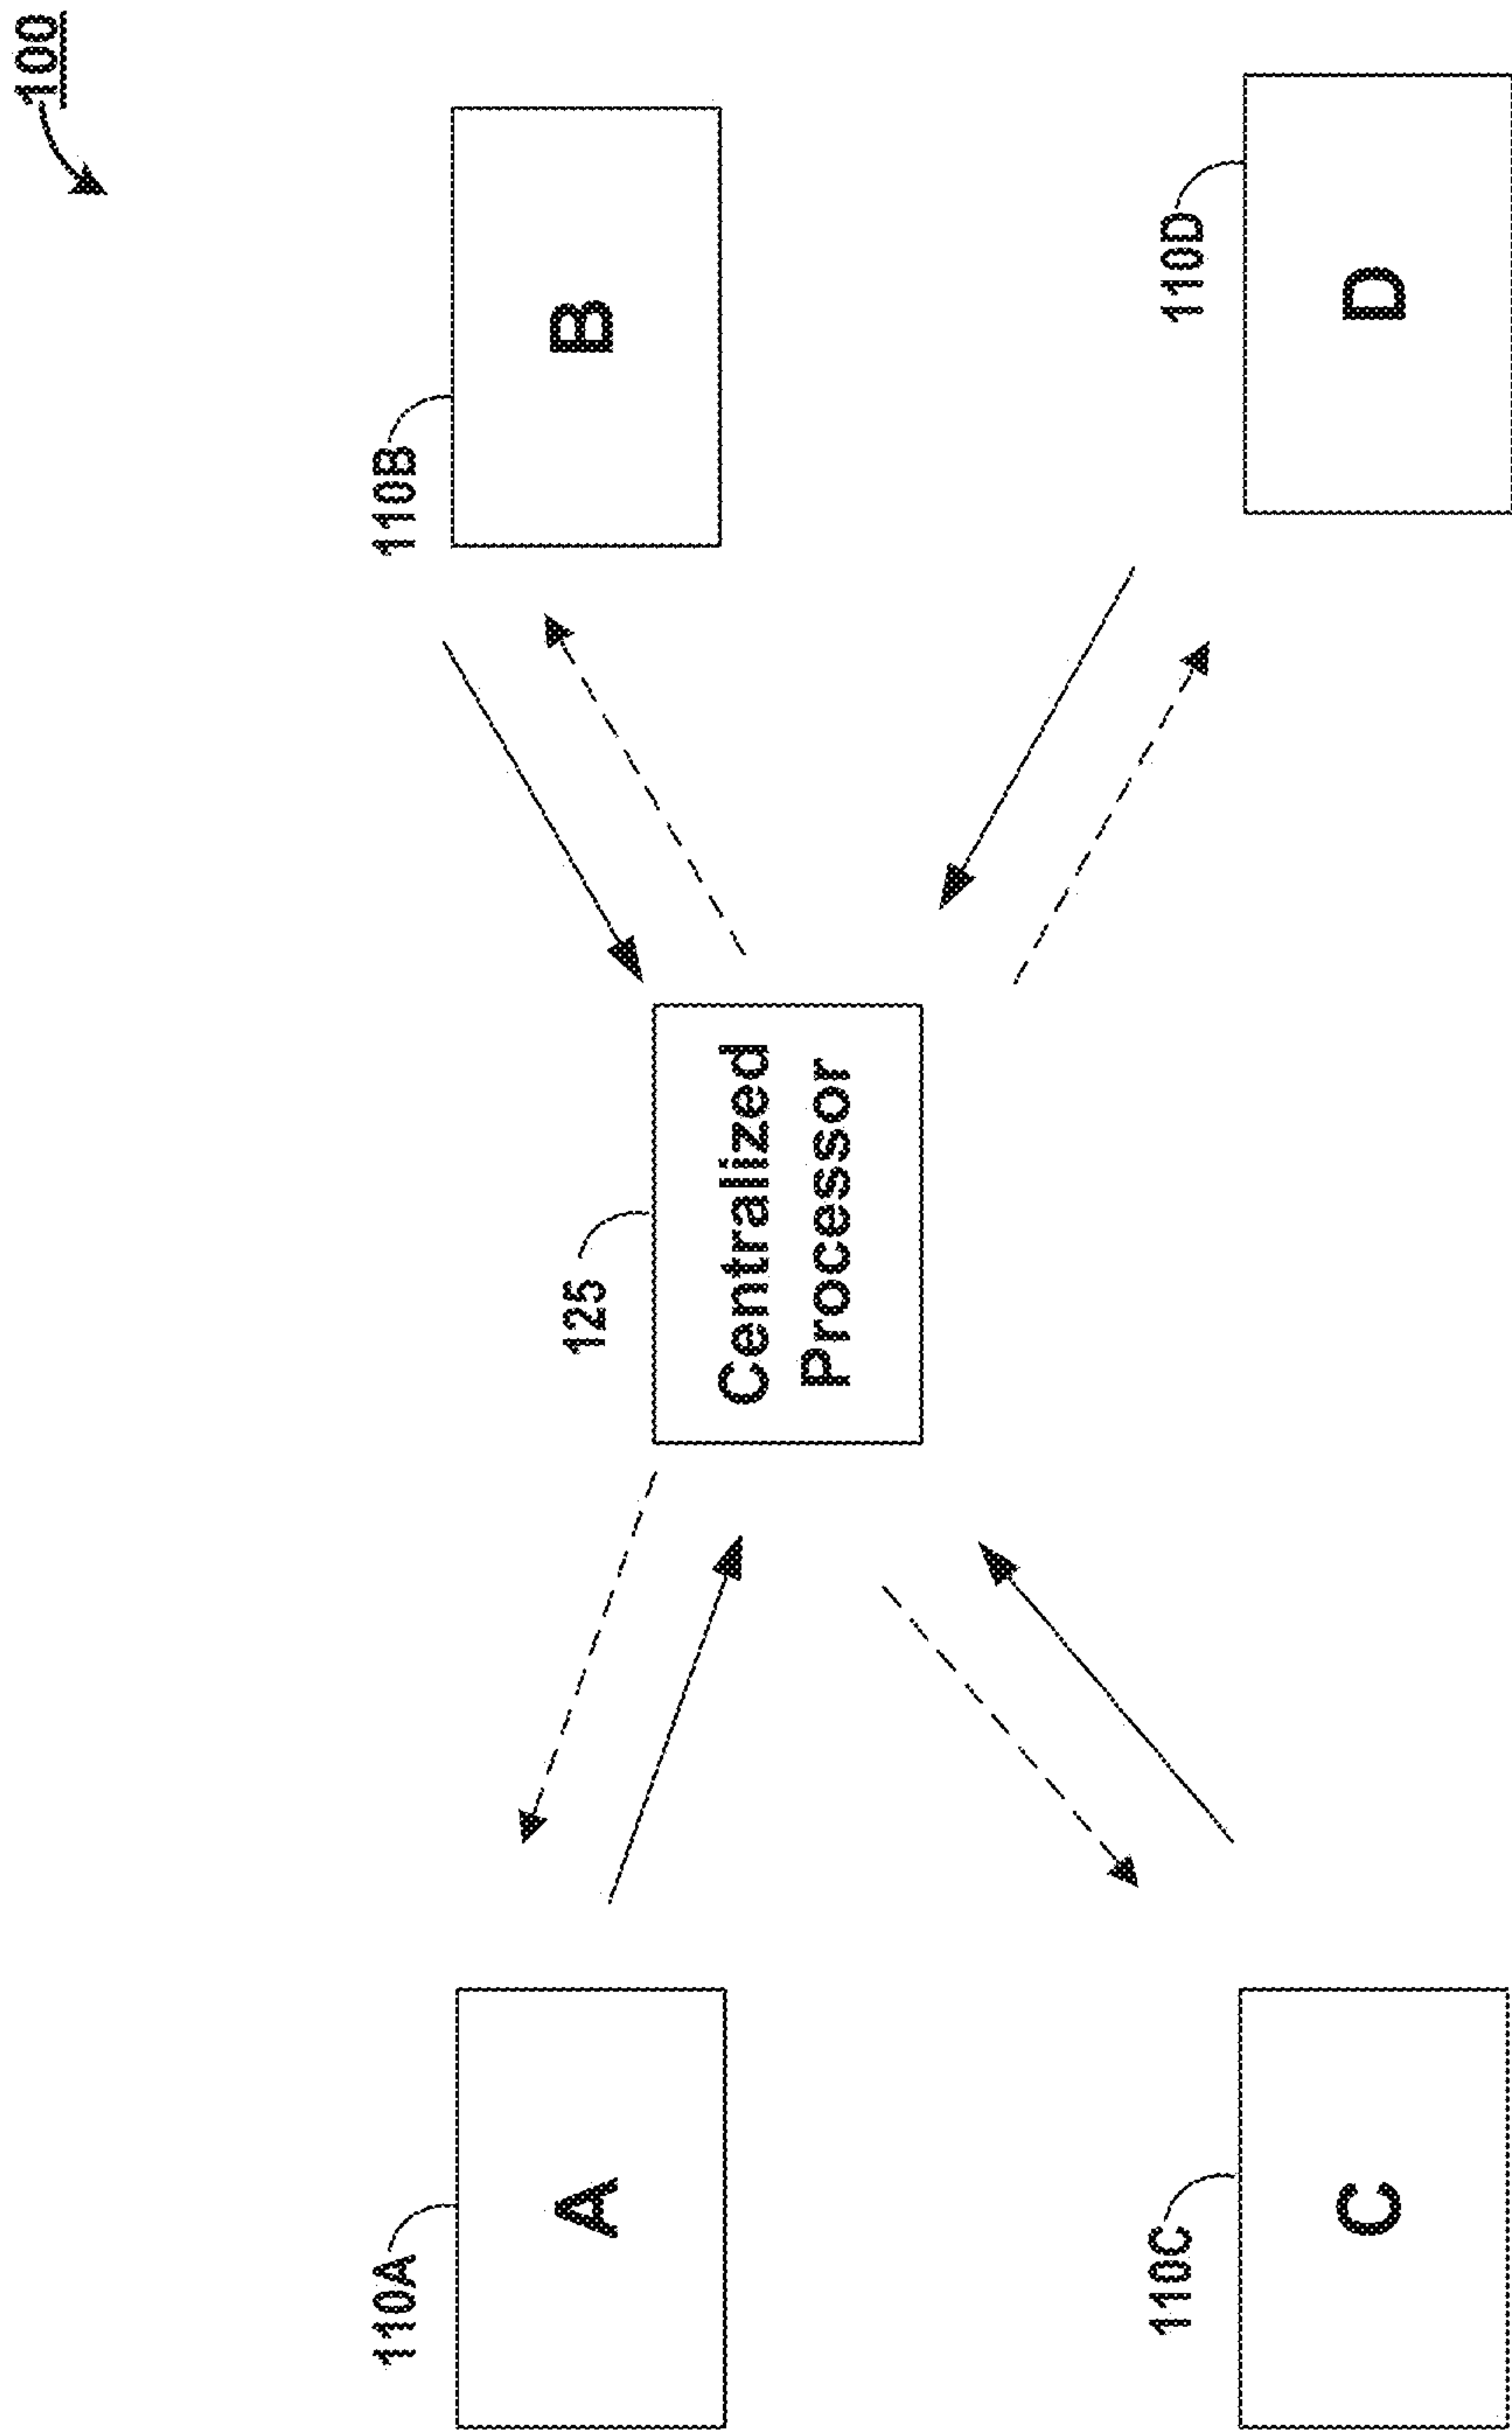 100
110A
A
125
Centralized
Processor
110B
B
110C
C
110D
D